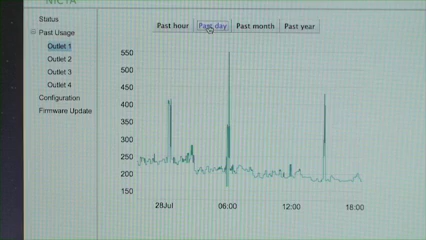 NICTA
Status
Past Usage
Outlet 1
Outlet 2
Outlet 3
Outlet 4
Configuration
Firmware Update
Past hour
Past day
Past month
Past year
550
500
450
400
350
300
250
200
150
28Jul
06:00
12:00
18:00